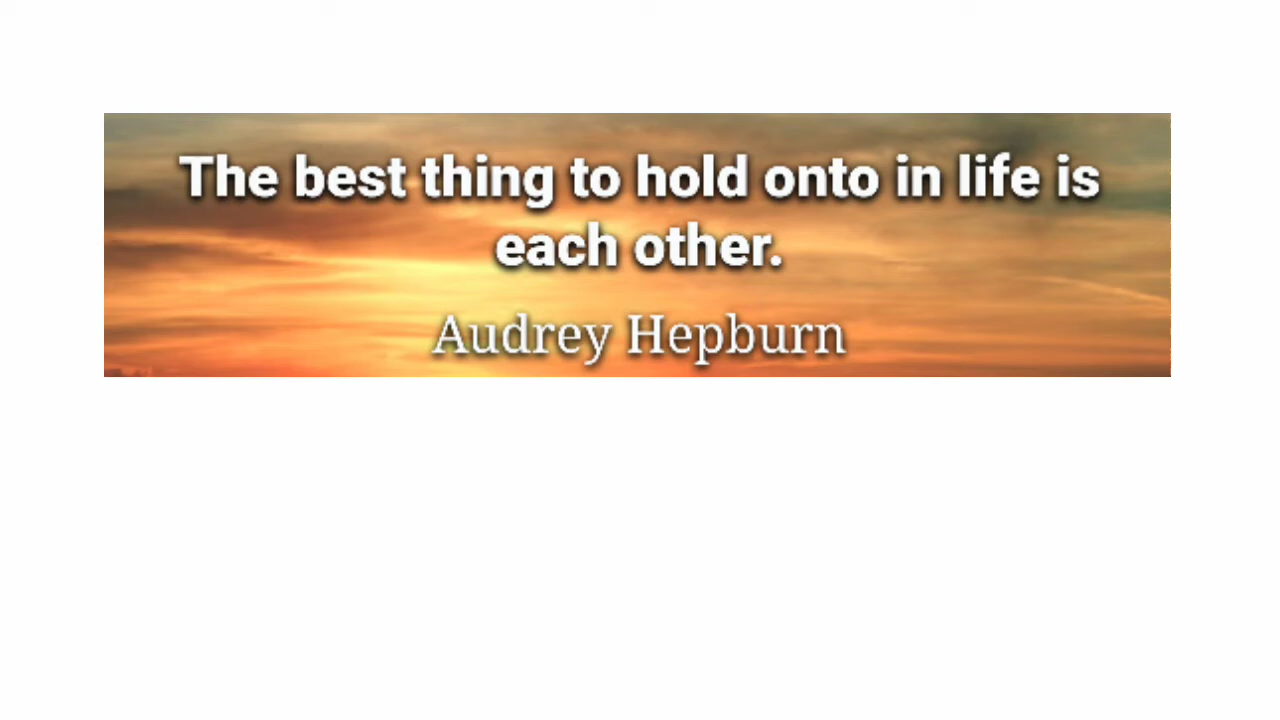 The best thing to hold onto in life is
each other.
Audrey Hepburn